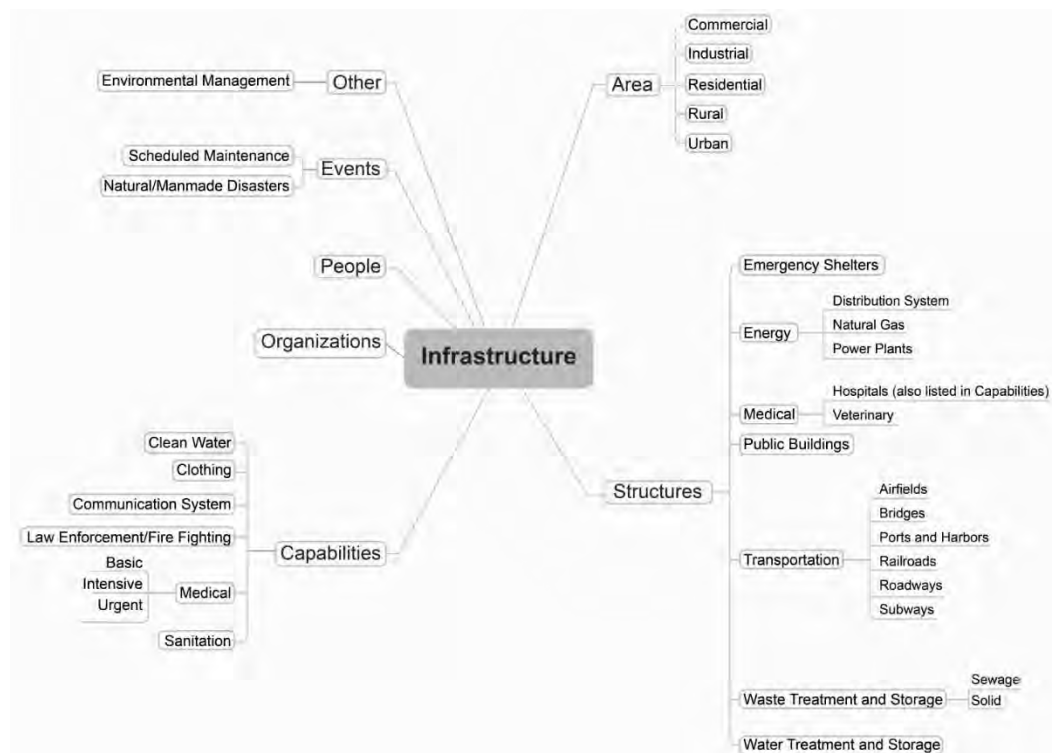 Infrastructure
Area
Commercial
Industrial
Residential
Rural
Urban
Structures
Emergency Shelters
Energy
Distribution System
Natural Gas
Power Plants
Medical
Hospitals (also listed in Capabilities)
Veterinary
Public Buildings
Transportation
Airfields
Bridges
Ports and Harbors
Railroads
Roadways
Subways
Waste Treatment and Storage
Sewage
Solid
Water Treatment and Storage
Other
Environmental Management
Events
Scheduled Maintenance
Natural/Manmade Disasters
People
Organizations
Capabilities
Clean Water
Clothing
Communication System
Law Enforcement/Fire Fighting
Medical
Basic
Intensive
Urgent
Sanitation